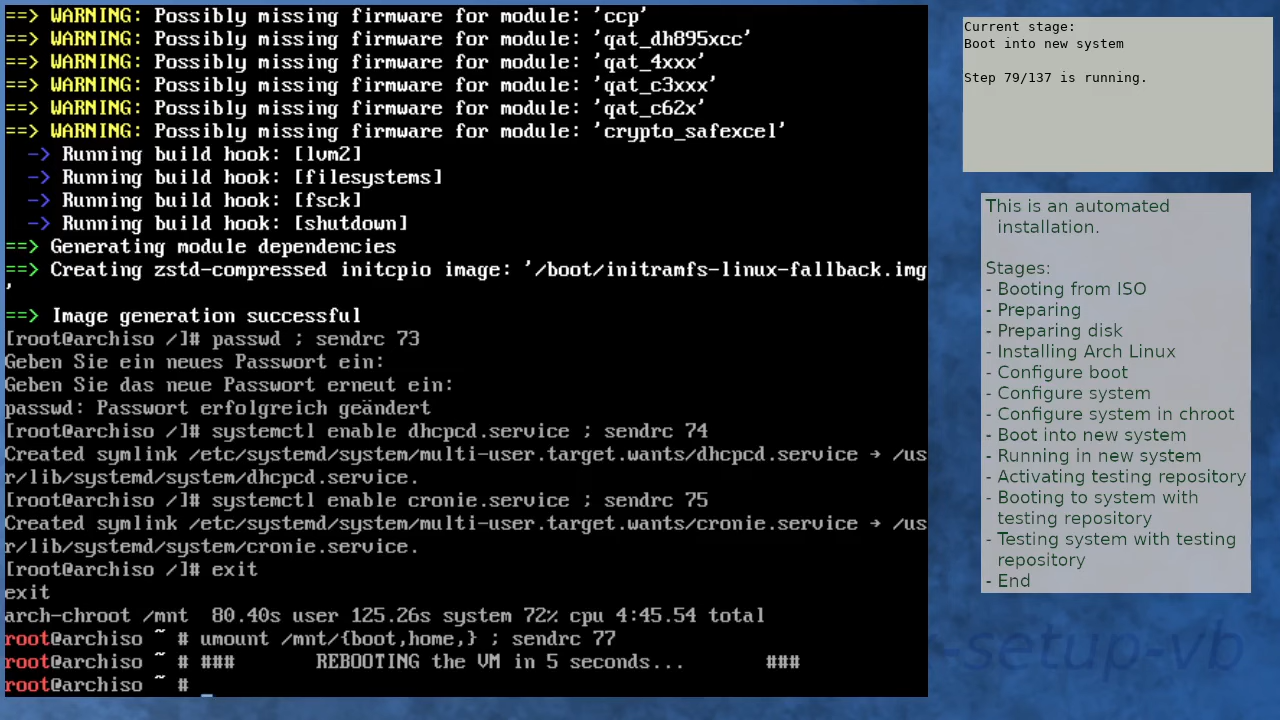 ==> WARNING: Possibly missing firmware for module: 'ccp'
==> WARNING: Possibly missing firmware for module: 'qat_dh895xcc'
==> WARNING: Possibly missing firmware for module: 'qat_4xxx'
==> WARNING: Possibly missing firmware for module: 'qat_c3xxx'
==> WARNING: Possibly missing firmware for module: 'qat_c62x'
==> WARNING: Possibly missing firmware for module: 'crypto_safexcel'
  -> Running build hook: [lvm2]
  -> Running build hook: [filesystems]
  -> Running build hook: [fsck]
  -> Running build hook: [shutdown]
==> Generating module dependencies
==> Creating zstd-compressed initcpio image: '/boot/initramfs-linux-fallback.img
'
==> Image generation successful
[root@archiso /]# passwd ; sendrc 73
Geben Sie ein neues Passwort ein:
Geben Sie das neue Passwort erneut ein:
passwd: Passwort erfolgreich geändert
[root@archiso /]# systemctl enable dhcpcd.service ; sendrc 74
Created symlink /etc/systemd/system/multi-user.target.wants/dhcpcd.service → /us
r/lib/systemd/system/dhcpcd.service.
[root@archiso /]# systemctl enable cronie.service ; sendrc 75
Created symlink /etc/systemd/system/multi-user.target.wants/cronie.service → /us
r/lib/systemd/system/cronie.service.
[root@archiso /]# exit
exit
arch-chroot /mnt  80.40s user 125.26s system 72% cpu 4:45.54 total
root@archiso ~ # umount /mnt/{boot,home,} ; sendrc 77
root@archiso ~ # ###       REBOOTING the VM in 5 seconds...       ###
root@archiso ~ #
Current stage:
Boot into new system
Step 79/137 is running.
This is an automated
installation.
Stages:
- Booting from ISO
- Preparing
- Preparing disk
- Installing Arch Linux
- Configure boot
- Configure system
- Configure system in chroot
- Boot into new system
- Running in new system
- Activating testing repository
- Booting to system with
testing repository
- Testing system with testing
repository
- End
-setup-vb